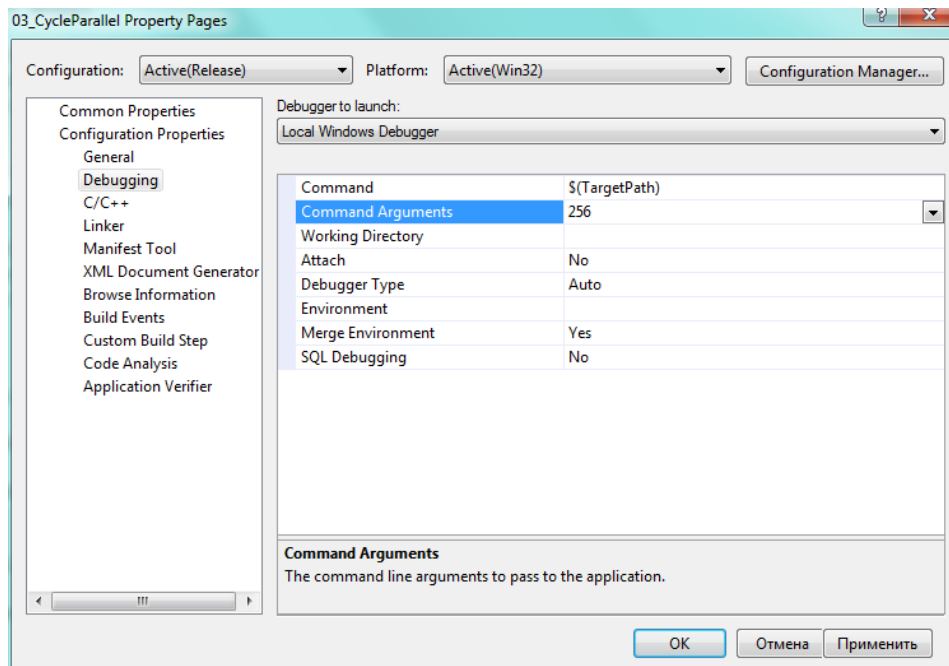 03_CycleParallel Property Pages
Configuration: Active(Release) Platform: Active(Win32) Configuration Manager...
Common Properties
Configuration Properties
General
Debugging
C/C++
Linker
Manifest Tool
XML Document Generator
Browse Information
Build Events
Custom Build Step
Code Analysis
Application Verifier
Debugger to launch:
Local Windows Debugger
Command $(TargetPath)
Command Arguments 256
Working Directory
Attach No
Debugger Type Auto
Environment
Merge Environment Yes
SQL Debugging No
Command Arguments
The command line arguments to pass to the application.
OK Отмена Применить